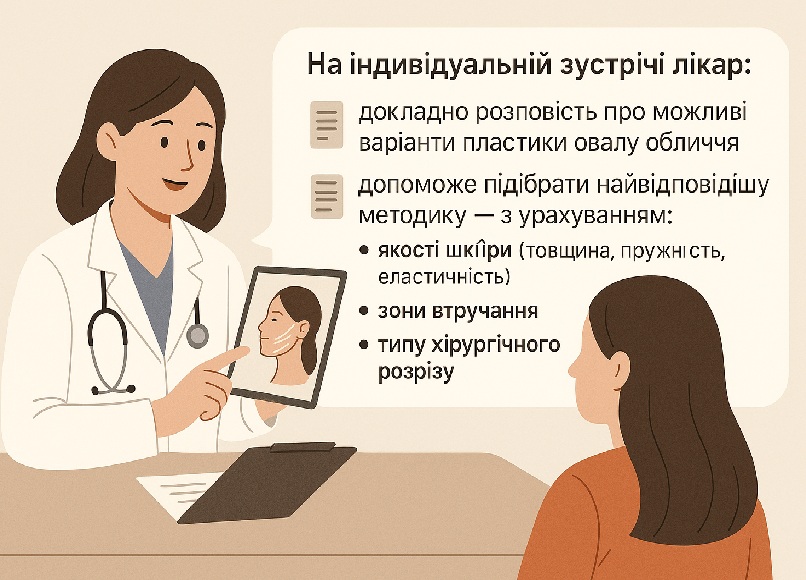 На індивідуальній зустрічі лікар:
докладно розповість про можливі
варіанти пластики овалу обличчя
допоможе підібрати найвідповідішу
методику — з урахуванням:
• якості шкіри (товщина, пружність,
еластичність)
• зони втручання
• типу хірургічного
розрізу